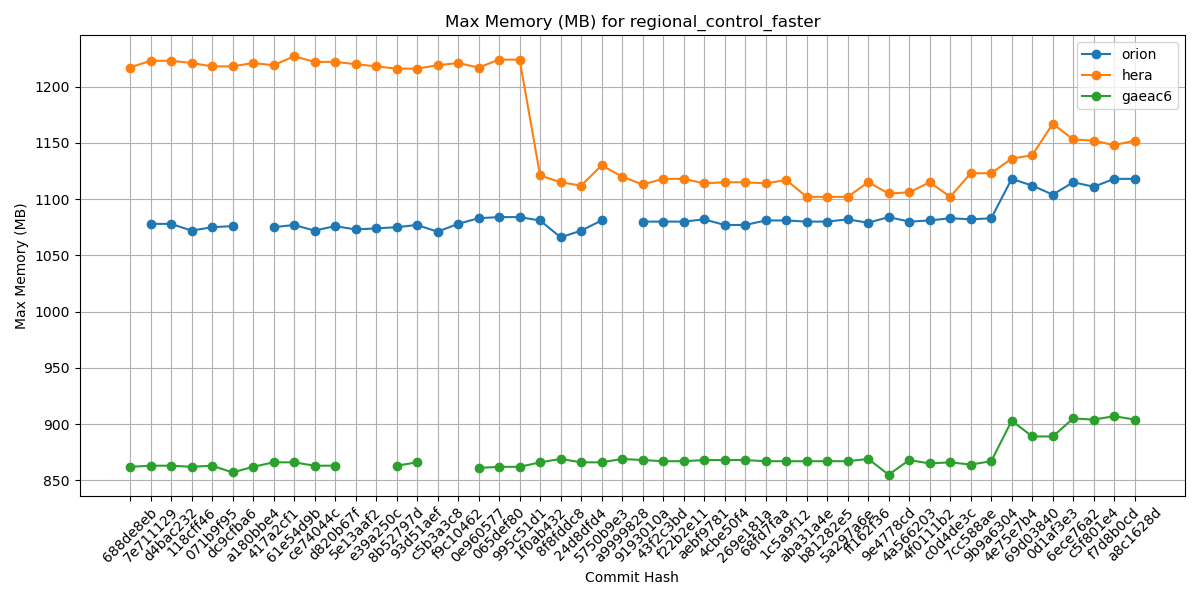 Max Memory (MB) for regional_control_faster
orion
hera
gaeac6
Max Memory (MB)
1200
1150
1100
1050
1000
950
900
850
688de8eb
7e711129
d4bac232
118cff46
071b9f95
dc9cfba6
a180bbe4
417a2cf1
61e54d9b
ce74044c
d820b67f
5e13aaf2
e39a250c
8b52797d
93d51aef
c5b3a3c8
f9c10462
0e960577
065def80
995c51d1
1f0ab432
8f8fddc8
24d8dfd4
5750b9e3
a9999828
9193010a
43f2c3bd
f22b2e11
aebf9781
4cbe50f4
269e181a
68fd7faa
1c5a9f12
aba31a4e
b81282e5
5a297a6e
ff162f36
9e4778cd
4a566203
4f0111b2
c0d4de3c
7cc588ae
9b9a6304
4e75e7b4
69d03840
0d1af3e3
6ece76a2
c5f801e4
f7d8b0cd
a8c1628d
Commit Hash